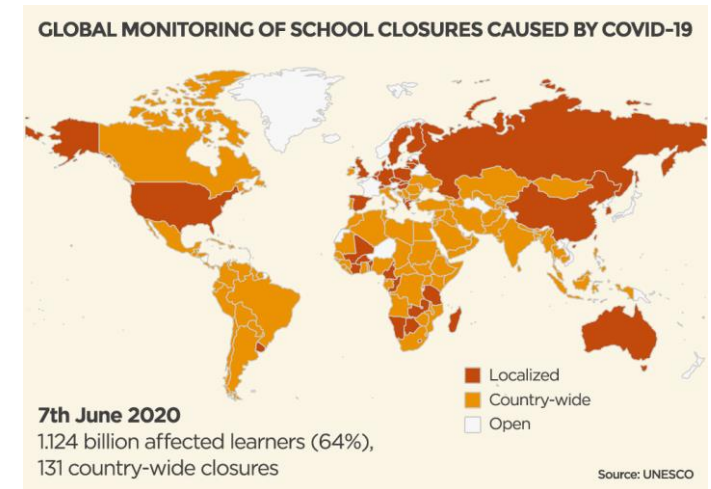 GLOBAL MONITORING OF SCHOOL CLOSURES CAUSED BY COVID-19
Localized
Country-wide
Open
7th June 2020
1.124 billion affected learners (64%),
131 country-wide closures
Source: UNESCO